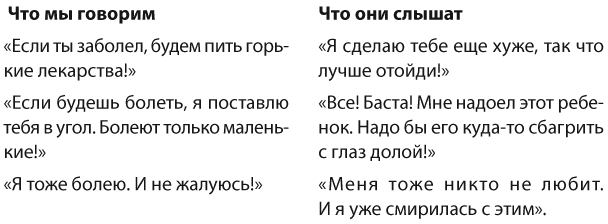 Что мы говорим
Что они слышат
«Если ты заболел, будем пить горь-
кие лекарства!»
«Я сделаю тебе еще хуже, так что
лучше отойди!»
«Если будешь болеть, я поставлю
тебя в угол. Болеют только малень-
кие!»
«Все! Баста! Мне надоел этот ребе-
нок. Надо бы его куда-то сбагрить
с глаз долой!»
«Я тоже болею. И не жалуюсь!»
«Меня тоже никто не любит.
И я уже смирилась с этим».